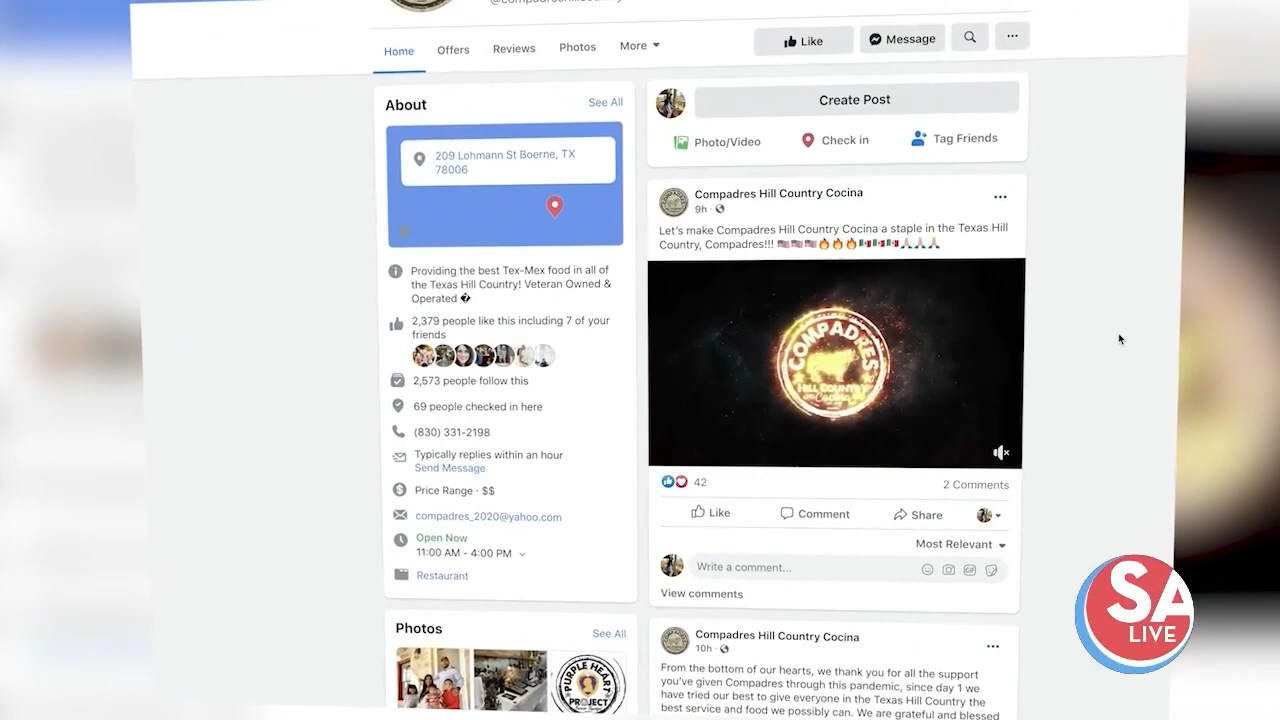 Home Offers Reviews Photos More
Like Message
About See All
209 Lohmann St Boerne, TX
78006
Providing the best Tex-Mex food in all of
the Texas Hill Country! Veteran Owned &
Operated �
2,379 people like this including 7 of your
friends
2,573 people follow this
69 people checked in here
(830) 331-2198
Typically replies within an hour
Send Message
Price Range · $$
compadres_2020@yahoo.com
Open Now
11:00 AM - 4:00 PM
Restaurant
Photos See All
PURPLE HEART
PROJECT
Create Post
Photo/Video Check in Tag Friends
Compadres Hill Country Cocina
9h ·
Let's make Compadres Hill Country Cocina a staple in the Texas Hill
Country, Compadres!!! 🇺🇸🇺🇸🇺🇸🔥🔥🔥🇲🇽🇲🇽🇲🇽🙏🏼🙏🏼🙏🏼
COMPADRES
HILL COUNTRY
Cocina
42 2 Comments
Like Comment Share
Most Relevant
Write a comment...
GIF
View comments
Compadres Hill Country Cocina
10h ·
From the bottom of our hearts, we thank you for all the support
you've given Compadres through this pandemic, since day 1 we
have tried our best to give everyone in the Texas Hill Country the
best service and food we possibly can. We are grateful and blessed
SA
LIVE